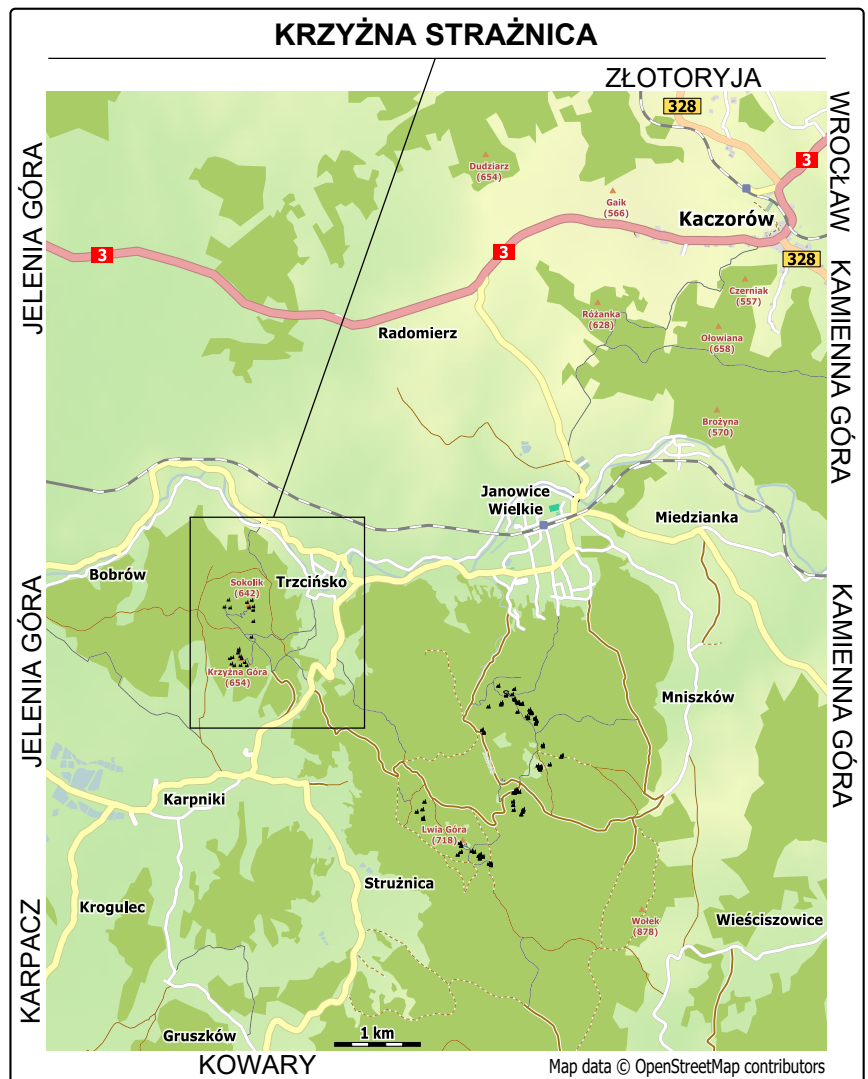 KRZYŻNA STRAŻNICA
ZŁOTORYJA
328
WROCŁAW
3
JELENIA GÓRA
Dudziarz
(654)
Gaik
(566)
Kaczorów
3
3
328
KAMIENNA GÓRA
Czerniak
(557)
Różanka
(628)
Ołowiana
(658)
Radomierz
Brożyna
(570)
Janowice
Wielkie
Miedzianka
Bobrów
Sokolik
(642)
Trzcińsko
JELENIA GÓRA
KAMIENNA GÓRA
Krzyżna Góra
(654)
Mniszków
Karpniki
Lwia Góra
(718)
Strużnica
KARPACZ
Krogulec
Wołek
(878)
Wieściszowice
Gruszków
1 km
KOWARY
Map data © OpenStreetMap contributors